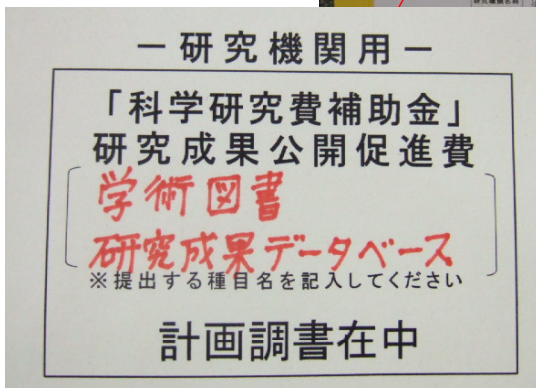 －研究機関用－
「科学研究費補助金」
研究成果公開促進費
学術図書
研究成果データベース
※提出する種目名を記入してください
計画調書在中